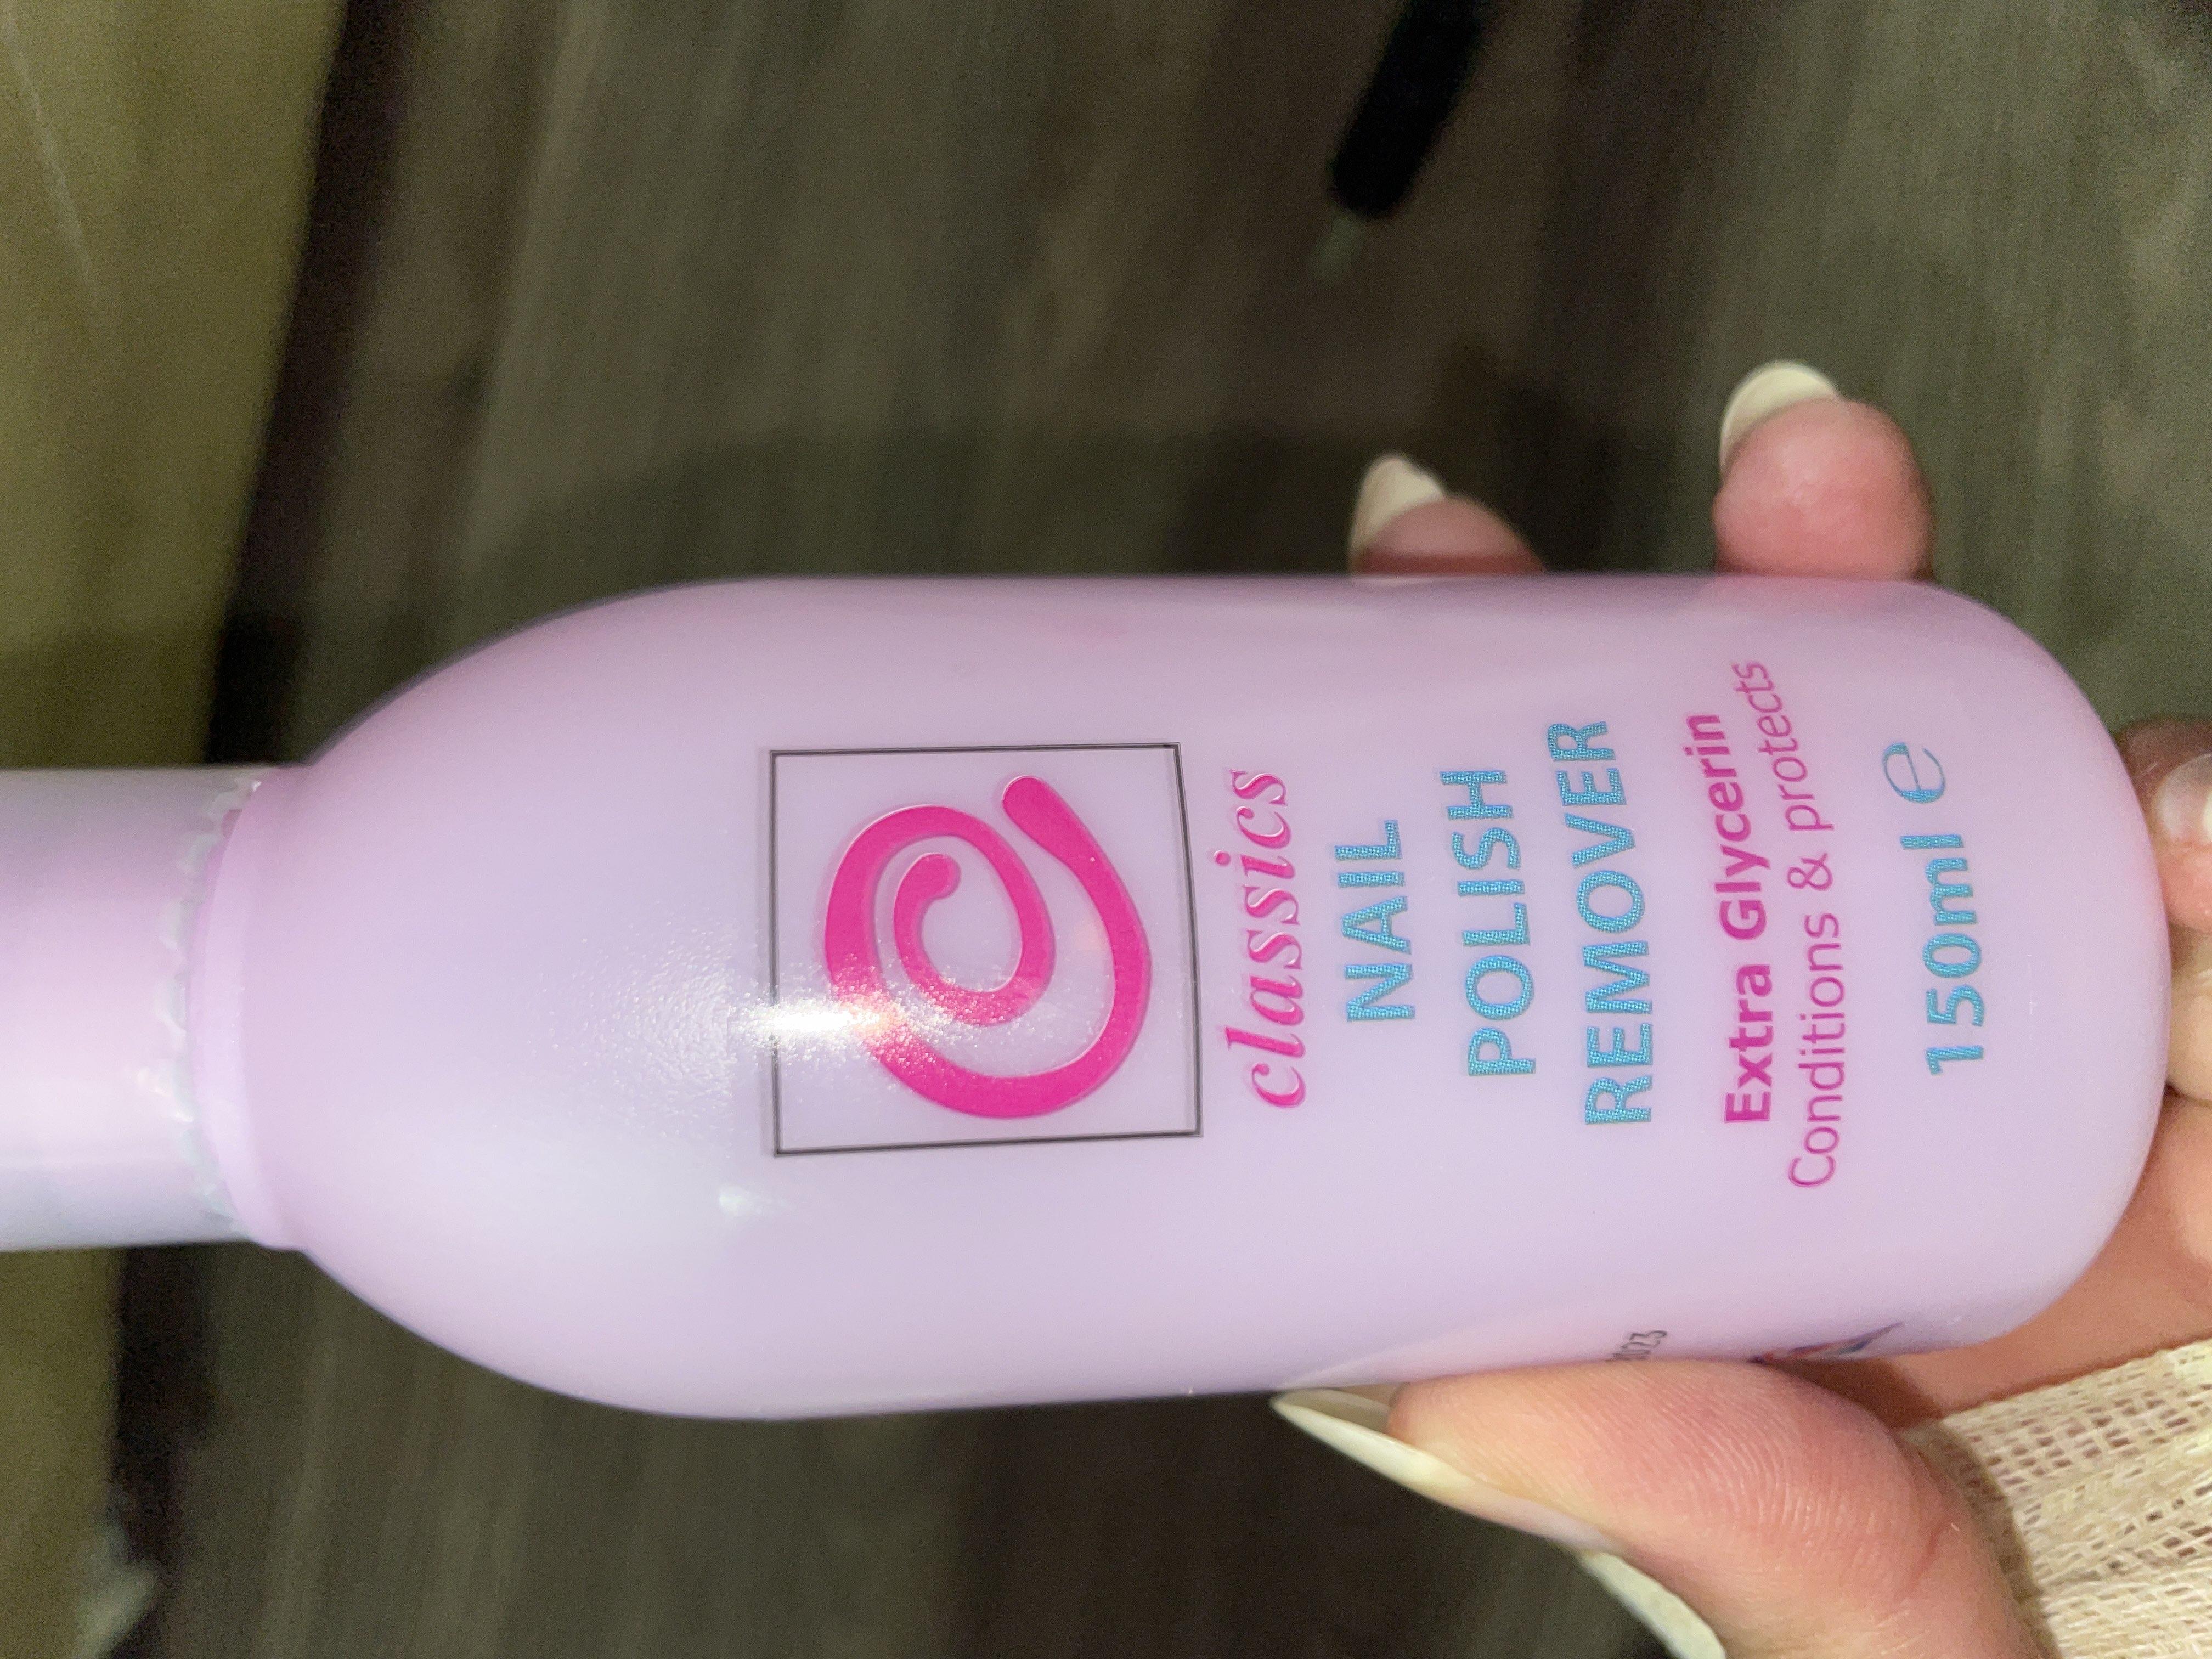 classics
NAIL
POLISH
REMOVER
Extra Glycerin
Conditions & protects
150ml e